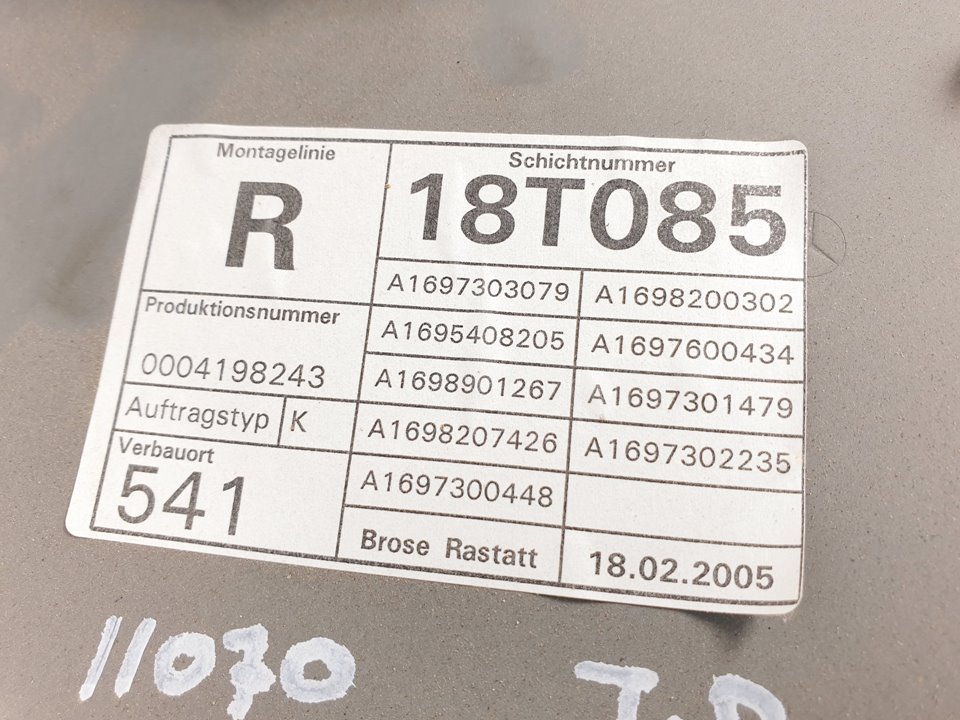 Montagelinie
R
Schichtnummer
18T085
Produktionsnummer
0004198243
Auftragstyp K
Verbauort
541
A1697303079 A1698200302
A1695408205 A1697600434
A1698901267 A1697301479
A1698207426 A1697302235
A1697300448
Brose Rastatt 18.02.2005
11070